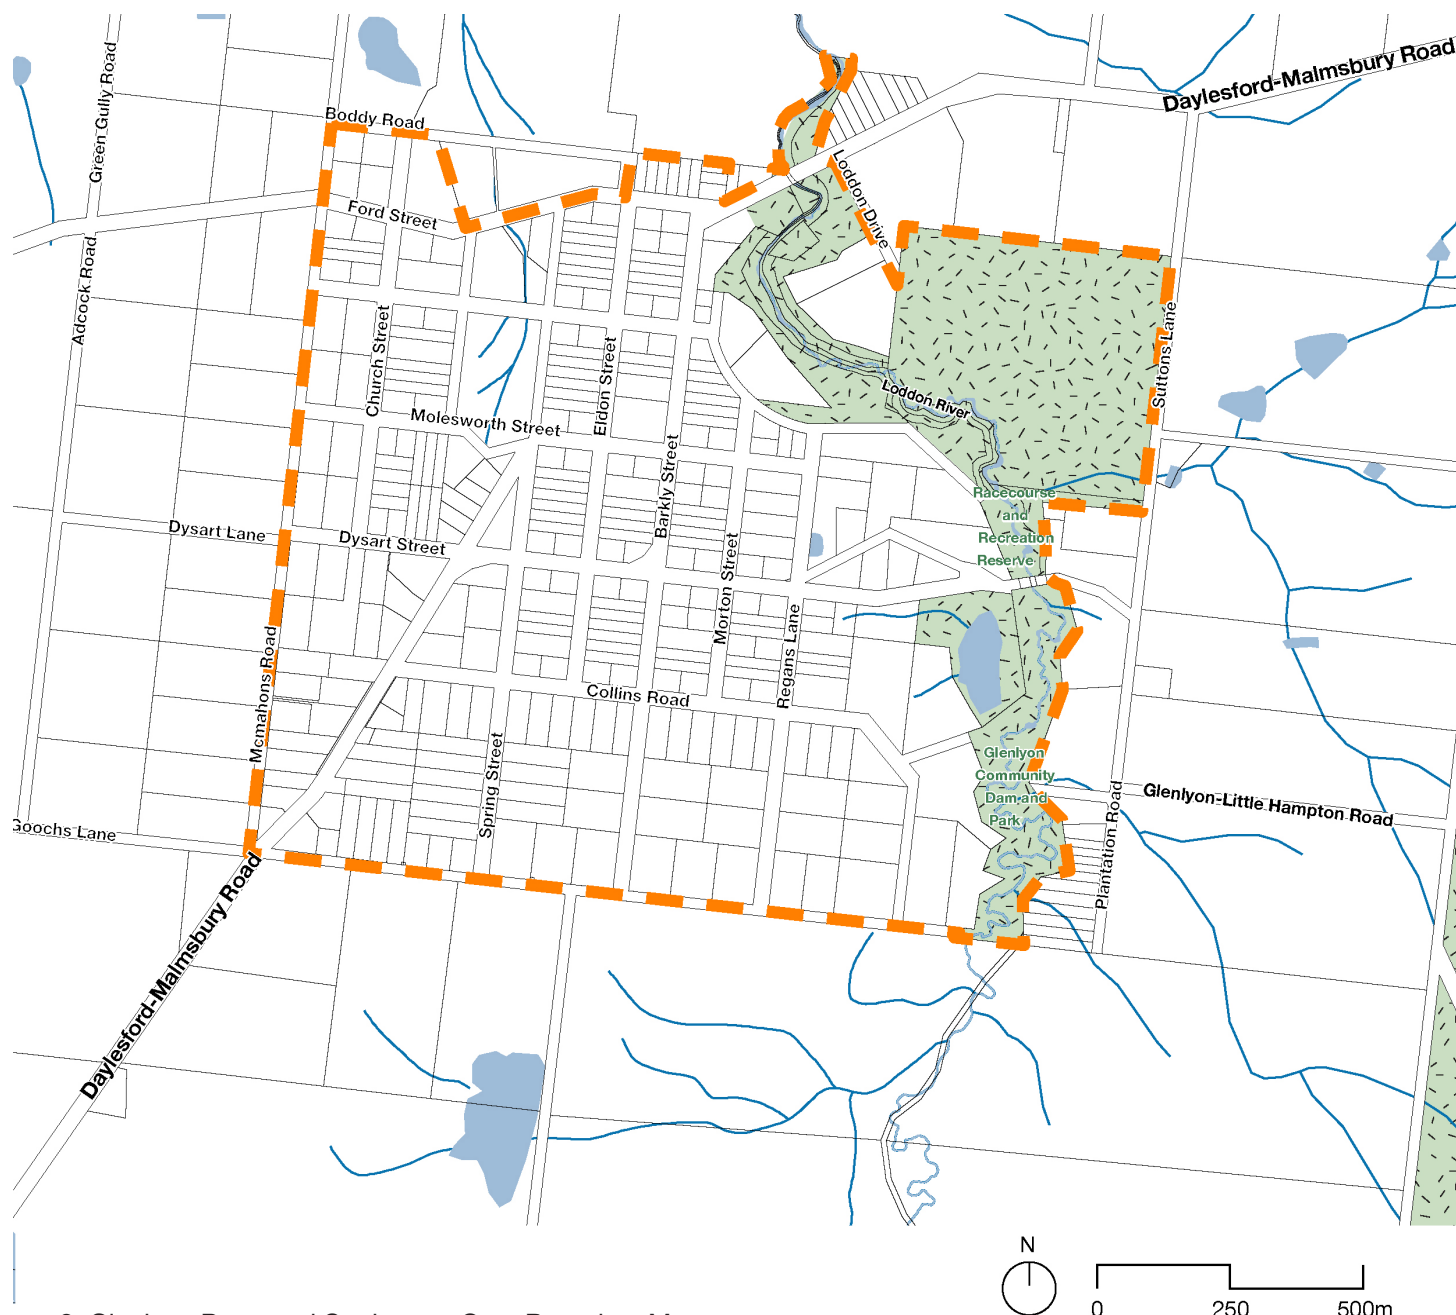 Daylesford-Malmsbury Road
Green Gully Road
Boddy Road
Loddon Drive
Ford Street
Adcock Road
Church Street
Suttons Lane
Eldon Street
Loddon River
Molesworth Street
Barkly Street
Racecourse
and
Recreation
Reserve
Dysart Lane
Dysart Street
Morton Street
Regans Lane
Mcmahons Road
Collins Road
Spring Street
Glenlyon
Community
Dam and
Park
Glenlyon-Little Hampton Road
Plantation Road
Goochs Lane
Daylesford-Malmsbury Road
N
0 250 500m